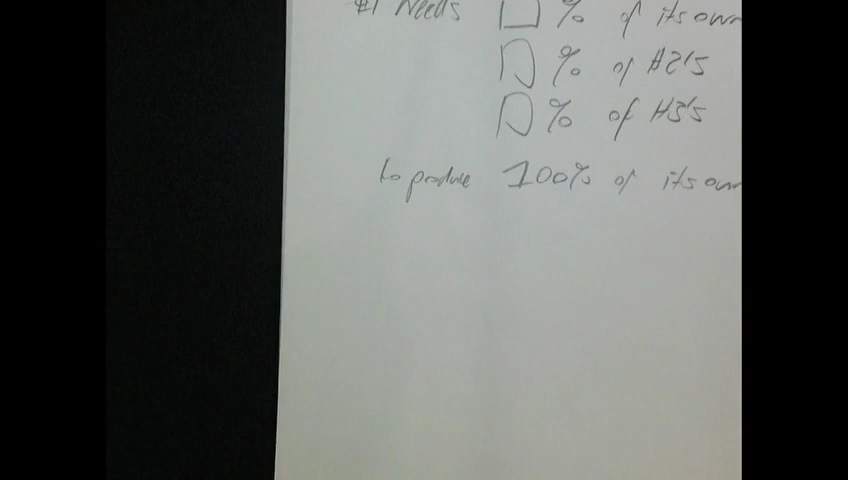 #1 Needs □ % of its own
□ % of #2's
□ % of #3's
to produce 100% of its own